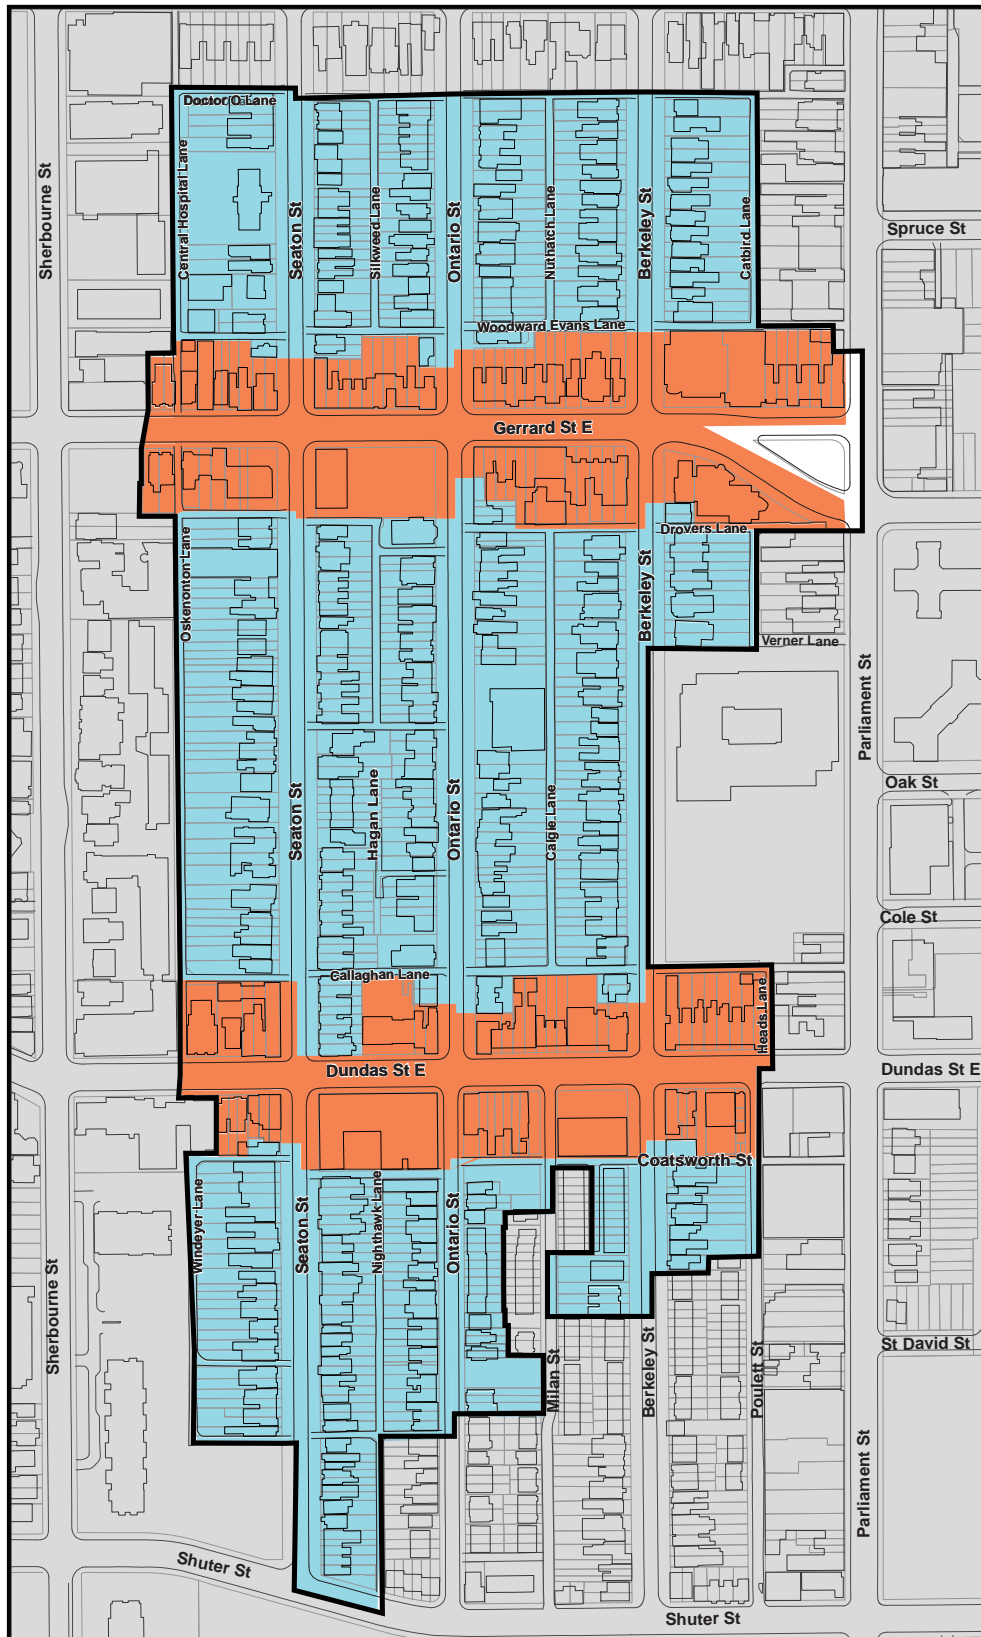 Doctor O Lane
Sherbourne St
Central Hospital Lane
Seaton St
Silkweed Lane
Ontario St
Nuthatch Lane
Berkeley St
Catbird Lane
Spruce St
Woodward Evans Lane
Gerrard St E
Drovers Lane
Oskenonton Lane
Berkeley St
Verner Lane
Parliament St
Oak St
Seaton St
Hagan Lane
Ontario St
Caigie Lane
Cole St
Callaghan Lane
Heads Lane
Dundas St E
Dundas St E
Coatsworth St
Windeyer Lane
Seaton St
Nighthawk Lane
Ontario St
Sherbourne St
St David St
Milan St
Berkeley St
Poulett St
Parliament St
Shuter St
Shuter St